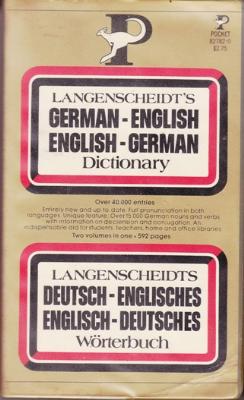 P
POCKET
82782-0
$2.75
LANGENSCHEIDT'S
GERMAN-ENGLISH
ENGLISH-GERMAN
Dictionary
Over 40,000 entries
Entirely new and up to date. Full pronunciation in both
languages. Unique feature: Over 15,000 German nouns and verbs
with information on declension and conjugation. An
indispensable aid for students, teachers, home and office libraries
Two volumes in one • 592 pages
LANGENSCHEIDTS
DEUTSCH-ENGLISCHES
ENGLISCH-DEUTSCHES
Wörterbuch